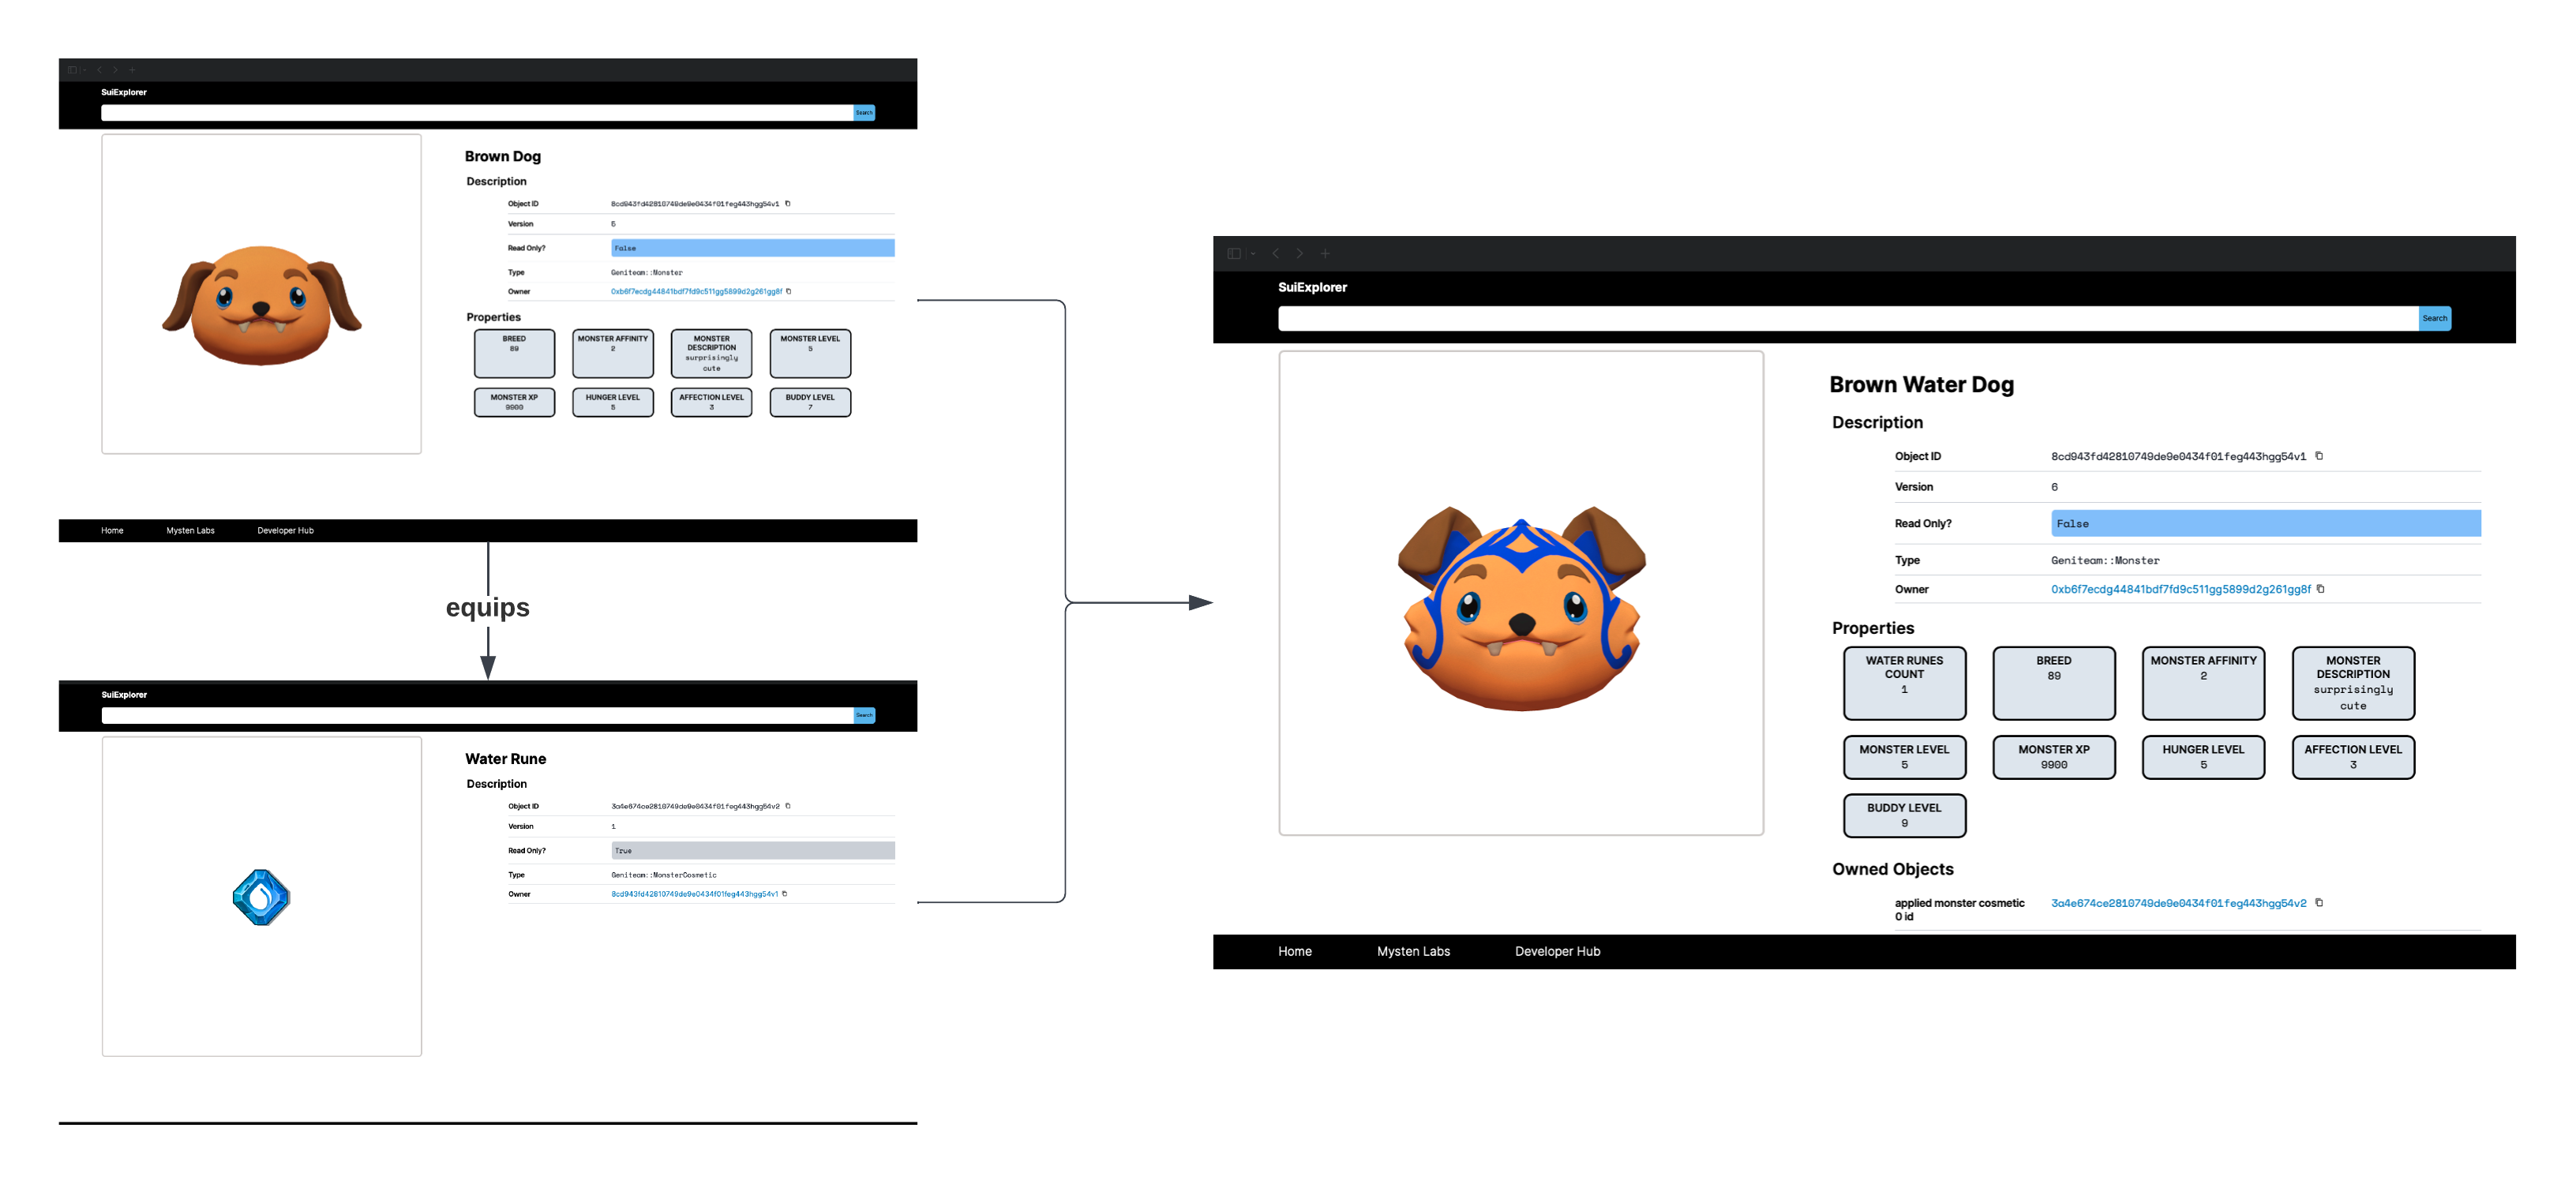 SuiExplorer
Search
Brown Dog
Description
Object ID 8cd943fd42810749de9e0434f01feg443hgg54v1
Version 5
Read Only? False
Type Geniteam::Monster
Owner 0xb6f7ecdg44841bdf7fd9c511gg5899d2g261gg8f
Properties
BREED
89
MONSTER AFFINITY
2
MONSTER
DESCRIPTION
surprisingly
cute
MONSTER LEVEL
5
MONSTER XP
9900
HUNGER LEVEL
5
AFFECTION LEVEL
3
BUDDY LEVEL
7
Home Mysten Labs Developer Hub
equips
SuiExplorer
Search
Water Rune
Description
Object ID 3a4e674ce2810749de9e0434f01feg443hgg54v2
Version 1
Read Only? True
Type Geniteam::MonsterCosmetic
Owner 8cd943fd42810749de9e0434f01feg443hgg54v1
SuiExplorer
Search
Brown Water Dog
Description
Object ID 8cd943fd42810749de9e0434f01feg443hgg54v1
Version 6
Read Only? False
Type Geniteam::Monster
Owner 0xb6f7ecdg44841bdf7fd9c511gg5899d2g261gg8f
Properties
WATER RUNES
COUNT
1
BREED
89
MONSTER AFFINITY
2
MONSTER
DESCRIPTION
surprisingly
cute
MONSTER LEVEL
5
MONSTER XP
9900
HUNGER LEVEL
5
AFFECTION LEVEL
3
BUDDY LEVEL
9
Owned Objects
applied monster cosmetic 3a4e674ce2810749de9e0434f01feg443hgg54v2
0 id
Home Mysten Labs Developer Hub